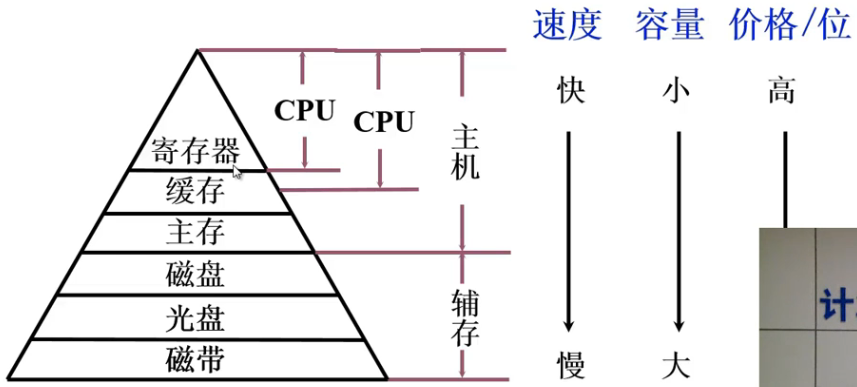 速度 容量 价格/位
快 小 高
CPU
CPU
主机
寄存器
缓存
主存
磁盘
辅存
光盘
磁带
慢 大
计